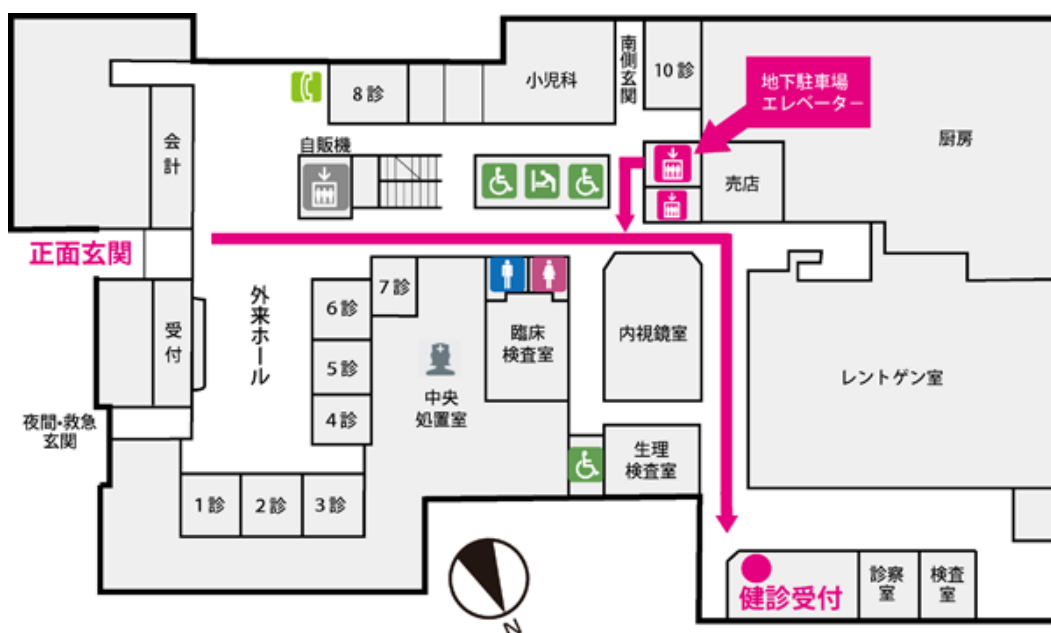 南側玄関
10診
地下駐車場
エレベーター
小児科
8診
厨房
会計
自販機
売店
正面玄関
7診
6診
外来ホール
受付
臨床
検査室
内視鏡室
5診
レントゲン室
中央
処置室
4診
夜間・救急
玄関
生理
検査室
1診
2診
3診
診察室
検査室
健診受付
N